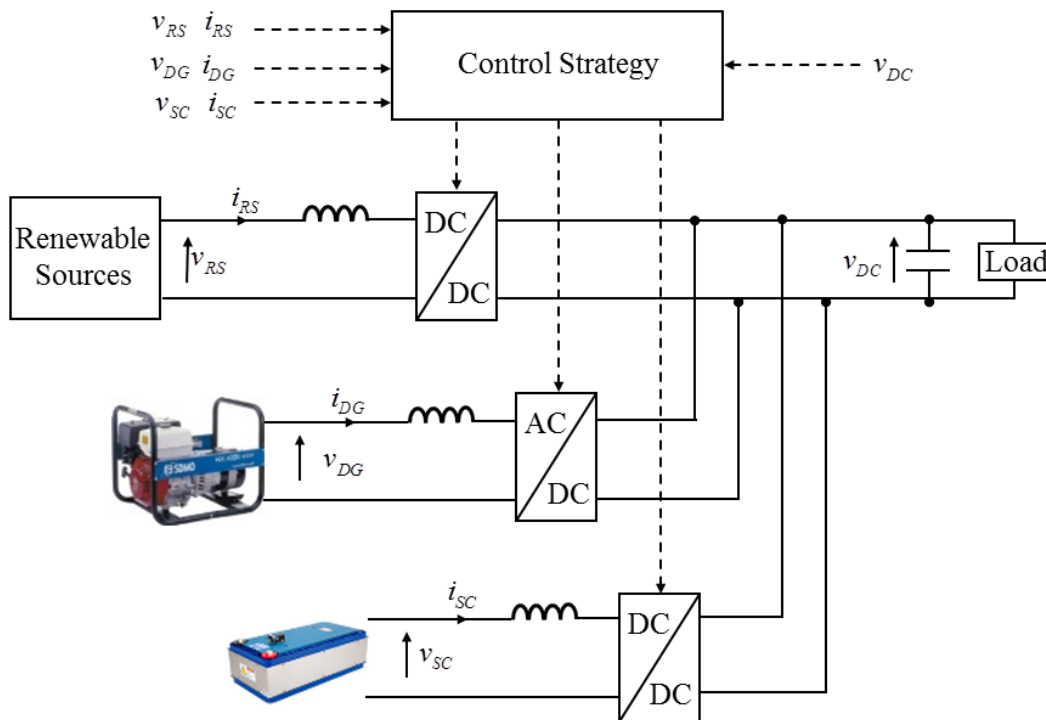 v_RS i_RS
v_DG i_DG
v_SC i_SC
Control Strategy
v_DC
Renewable
Sources
i_RS
v_RS
DC
DC
v_DC
Load
i_DG
v_DG
SDMO
AC
DC
i_SC
v_SC
DC
DC